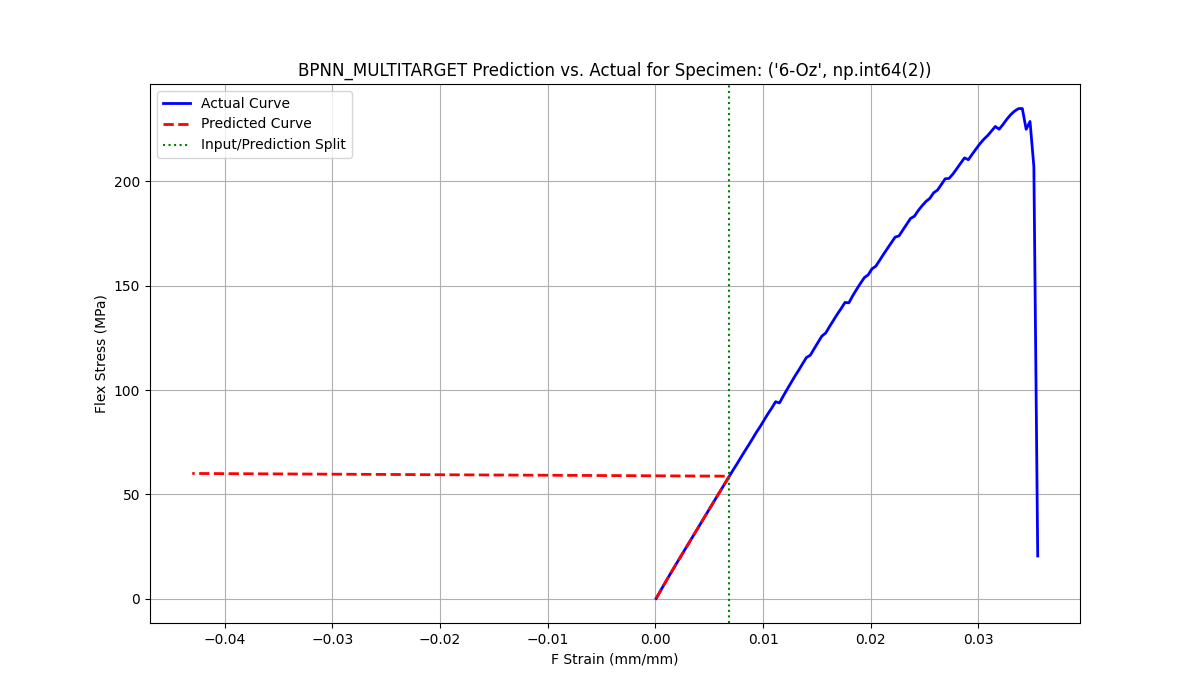 BPNN_MULTITARGET Prediction vs. Actual for Specimen: ('6-Oz', np.int64(2))
Actual Curve
Predicted Curve
Input/Prediction Split
Flex Stress (MPa)
200
150
100
50
0
−0.04 −0.03 −0.02 −0.01 0.00 0.01 0.02 0.03
F Strain (mm/mm)